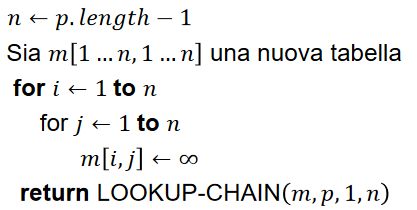 n ← p.length − 1
Sia m[1 … n, 1 … n] una nuova tabella
for i ← 1 to n
for j ← 1 to n
m[i, j] ← ∞
return LOOKUP-CHAIN(m, p, 1, n)